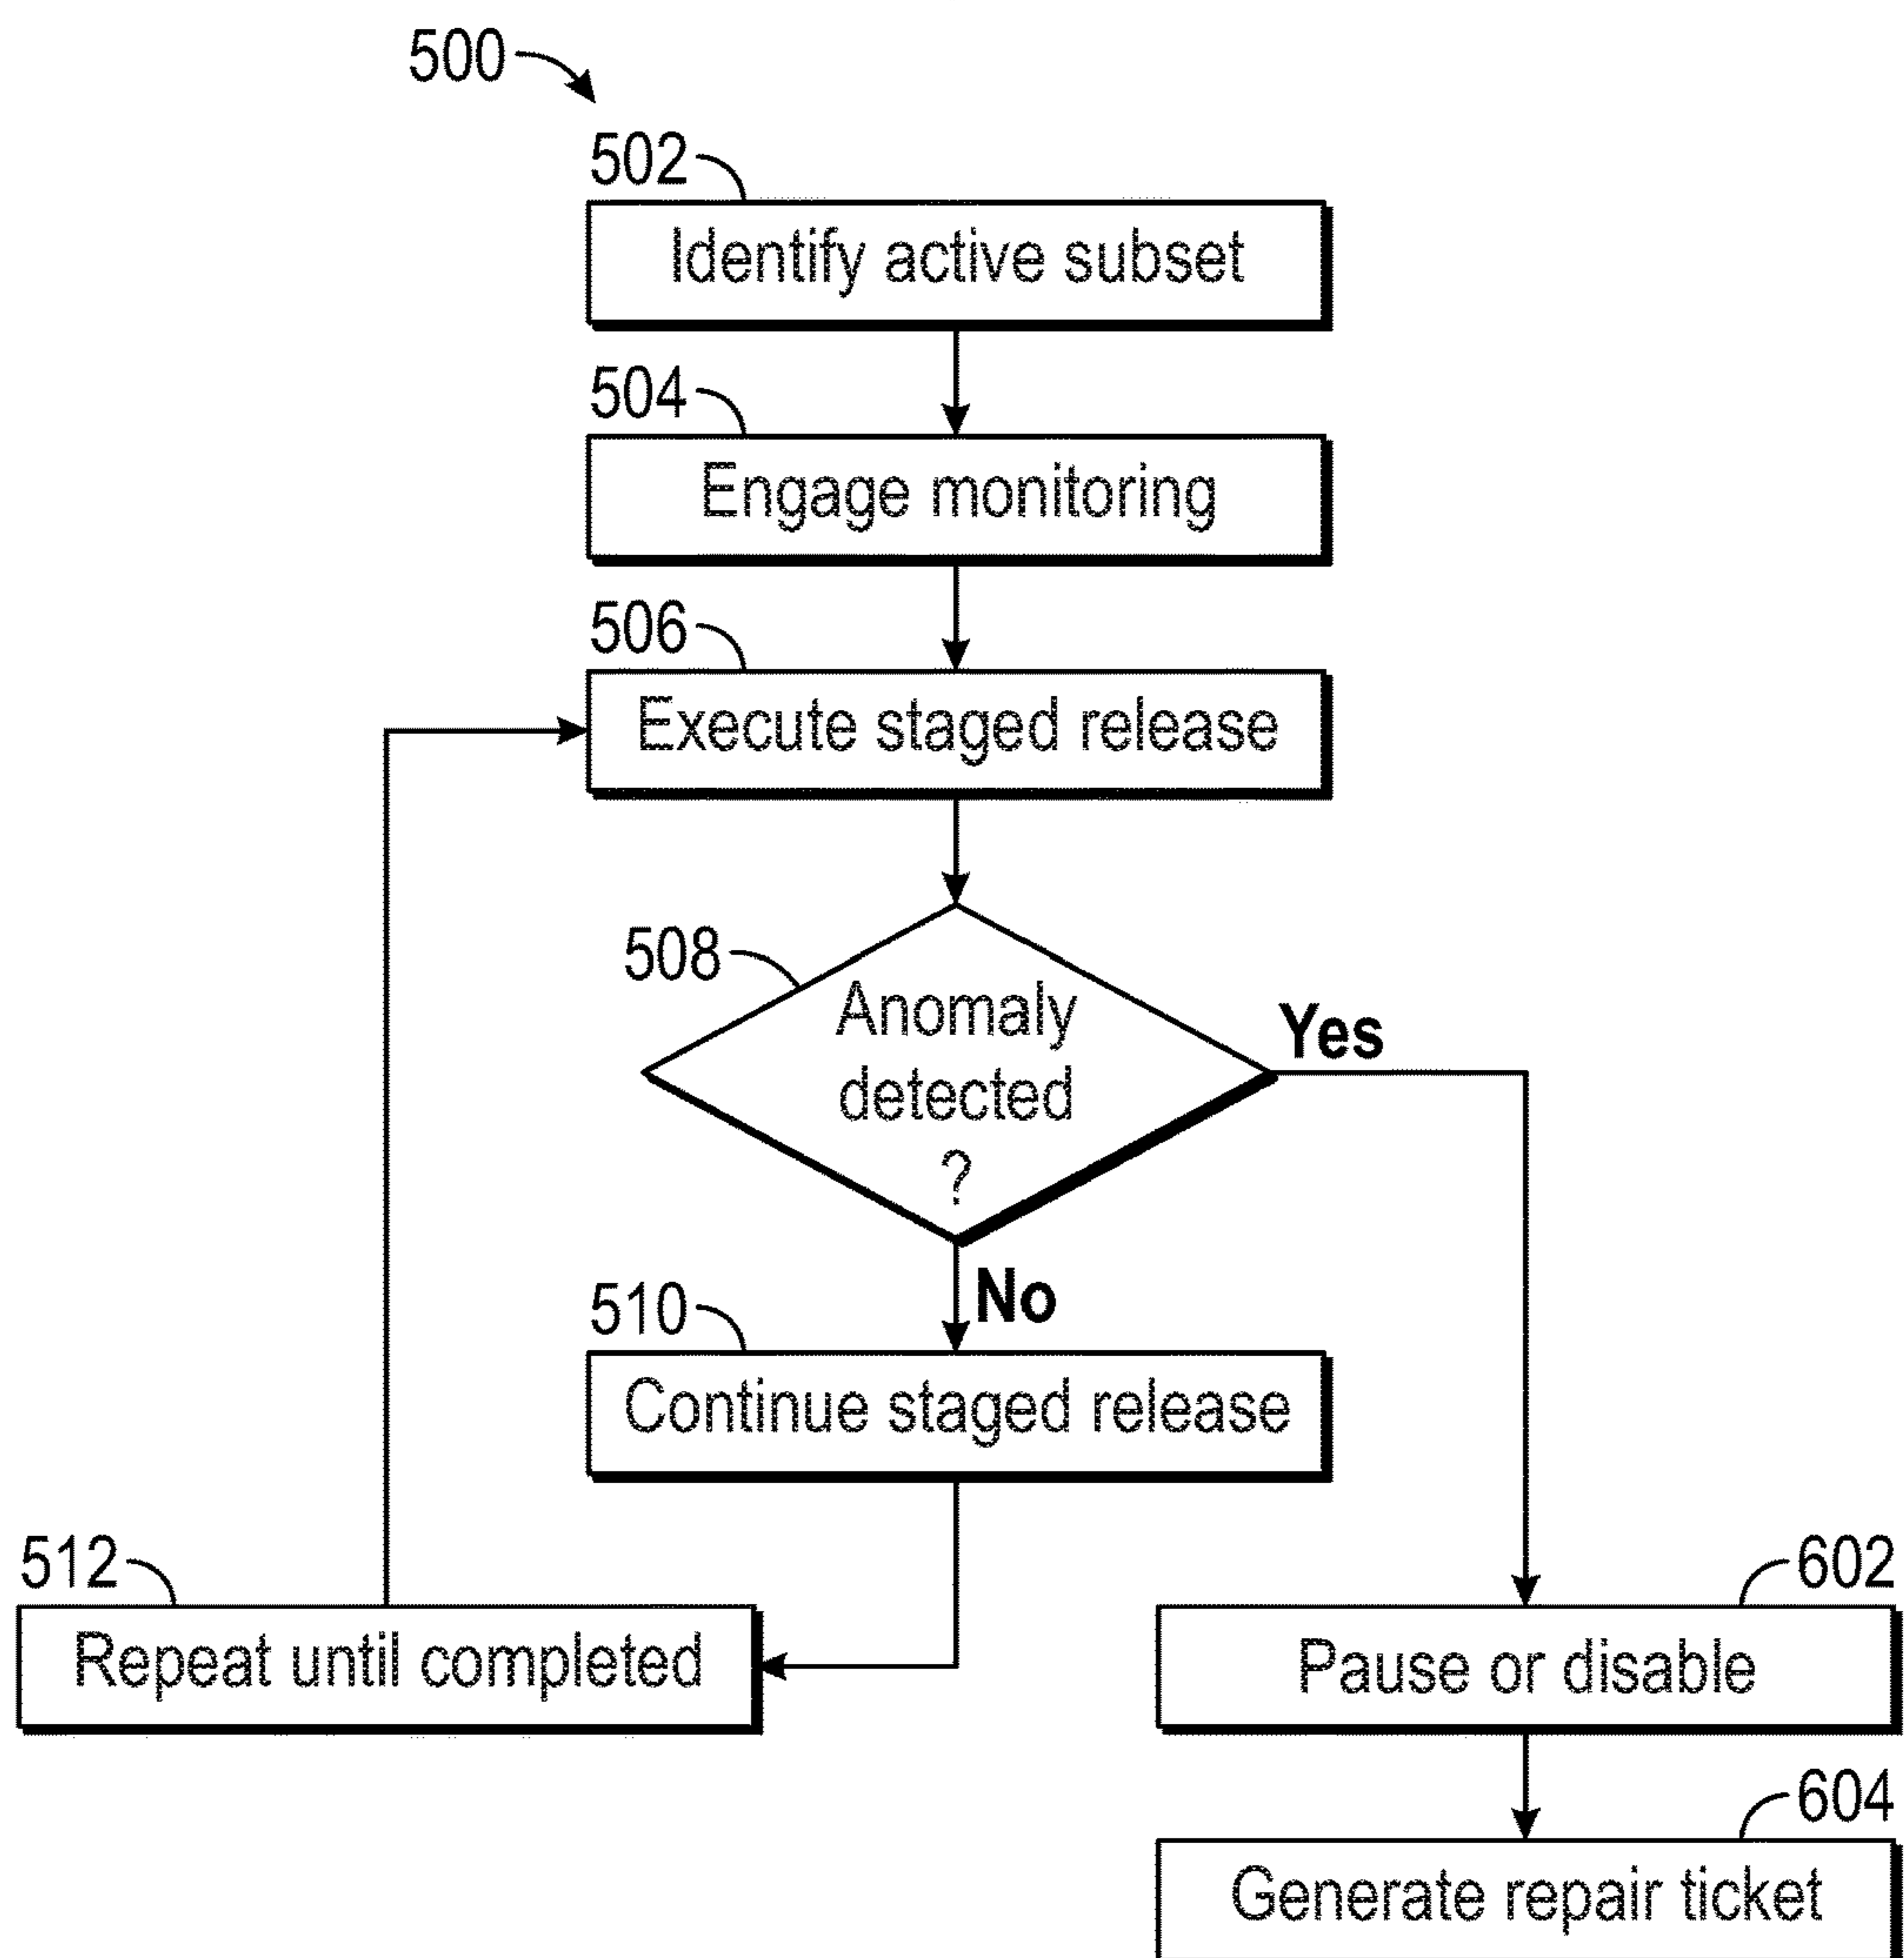 500
502
Identify active subset
504
Engage monitoring
506
Execute staged release
508
Anomaly
detected
?
Yes
No
510
Continue staged release
512
Repeat until completed
602
Pause or disable
604
Generate repair ticket